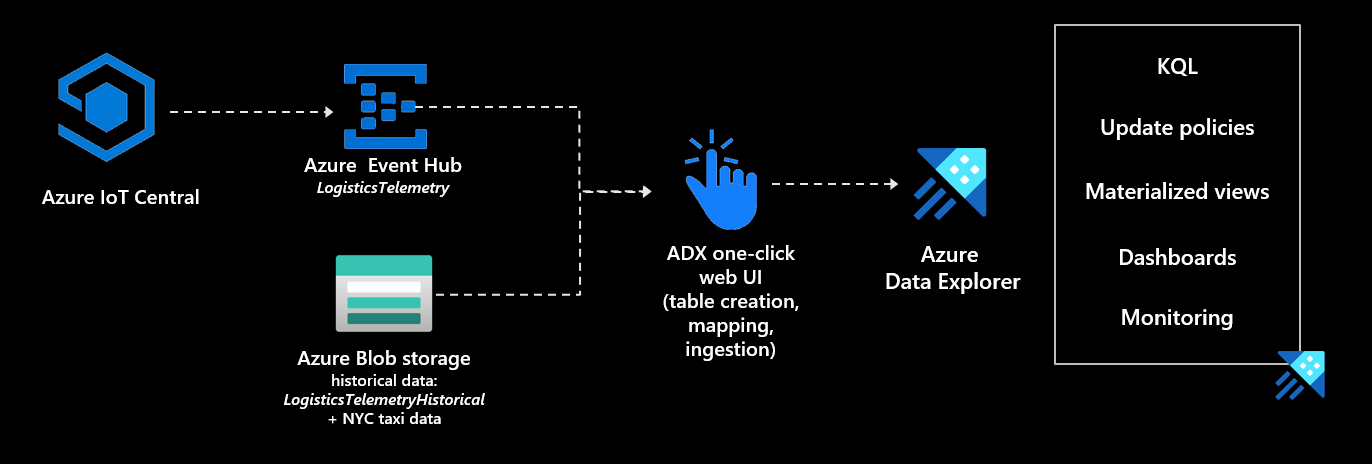 Azure IoT Central
Azure  Event Hub
LogisticsTelemetry
Azure Blob storage
historical data:
LogisticsTelemetryHistorical
+ NYC taxi data
ADX one-click
web UI
(table creation,
mapping,
ingestion)
Azure
Data Explorer
KQL
Update policies
Materialized views
Dashboards
Monitoring